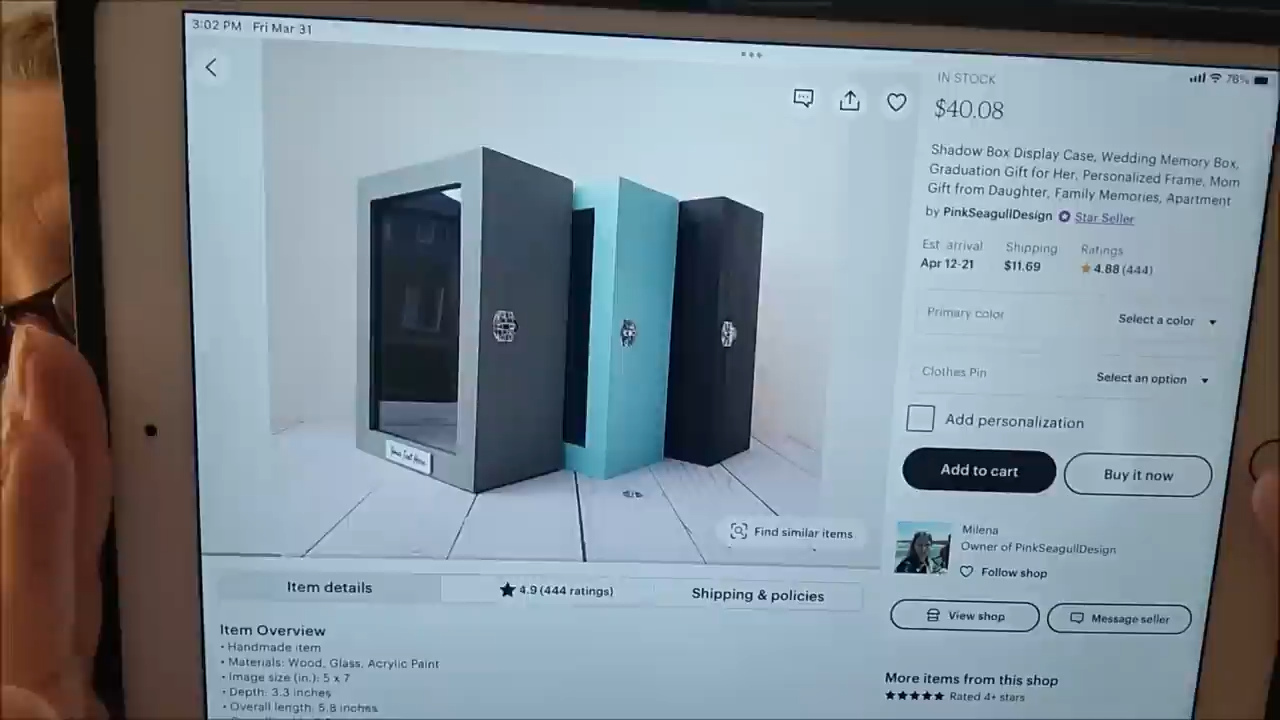 3:02 PM Fri Mar 31
78%
IN STOCK
$40.08
Shadow Box Display Case, Wedding Memory Box,
Graduation Gift for Her, Personalized Frame, Mom
Gift from Daughter, Family Memories, Apartment
by PinkSeagullDesign Star Seller
Est. arrival Shipping Ratings
Apr 12-21 $11.69 4.88 (444)
Primary color Select a color
Clothes Pin Select an option
Add personalization
Add to cart Buy it now
Your Text Here
Find similar items
Milena
Owner of PinkSeagullDesign
Follow shop
View shop Message seller
Item details 4.9 (444 ratings) Shipping & policies
Item Overview
• Handmade item
• Materials: Wood, Glass, Acrylic Paint
• Image size (in.): 5 x 7
• Depth: 3.3 inches
• Overall length: 5.8 inches
More items from this shop
Rated 4+ stars